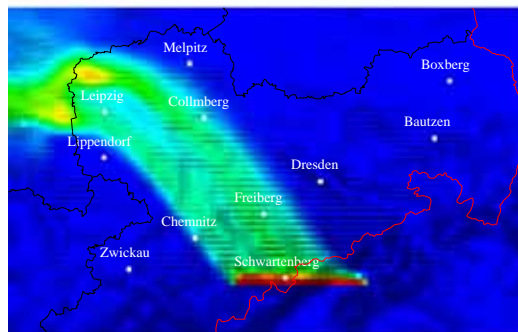 Melpitz
Boxberg
Leipzig
Collmberg
Bautzen
Lippendorf
Dresden
Freiberg
Chemnitz
Zwickau
Schwartenberg